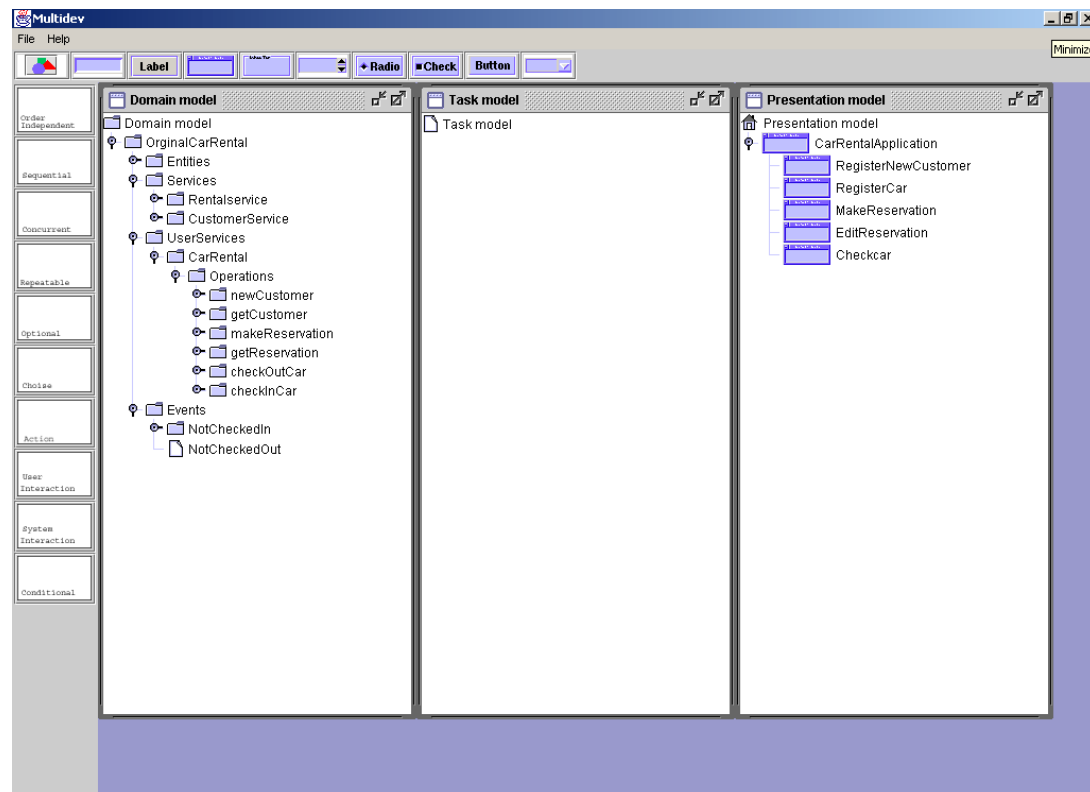 Multidev
File Help
Minimize
Label
Radio
Check
Button
Order
Independent
Sequential
Concurrent
Repeatable
Optional
Choise
Action
User
Interaction
System
Interaction
Conditional
Domain model
Domain model
OrginalCarRental
Entities
Services
Rentalservice
CustomerService
UserServices
CarRental
Operations
newCustomer
getCustomer
makeReservation
getReservation
checkOutCar
checkInCar
Events
NotCheckedIn
NotCheckedOut
Task model
Task model
Presentation model
Presentation model
CarRentalApplication
RegisterNewCustomer
RegisterCar
MakeReservation
EditReservation
Checkcar